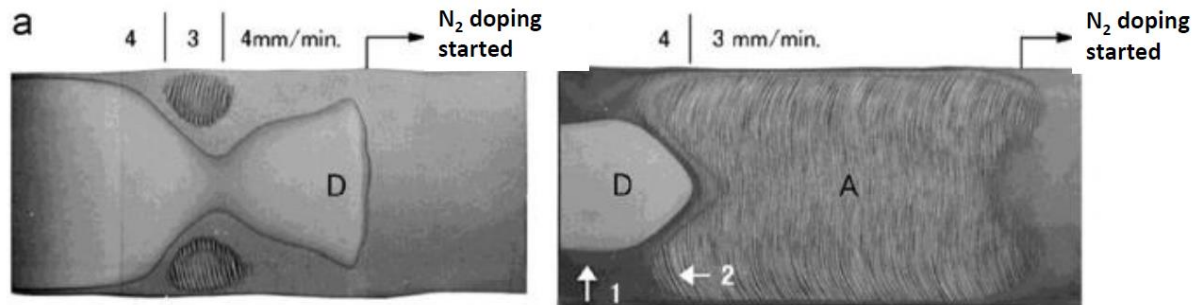 a
4 3 4mm/min.
N₂ doping
started
D
4 3 mm/min.
N₂ doping
started
D A
2
1